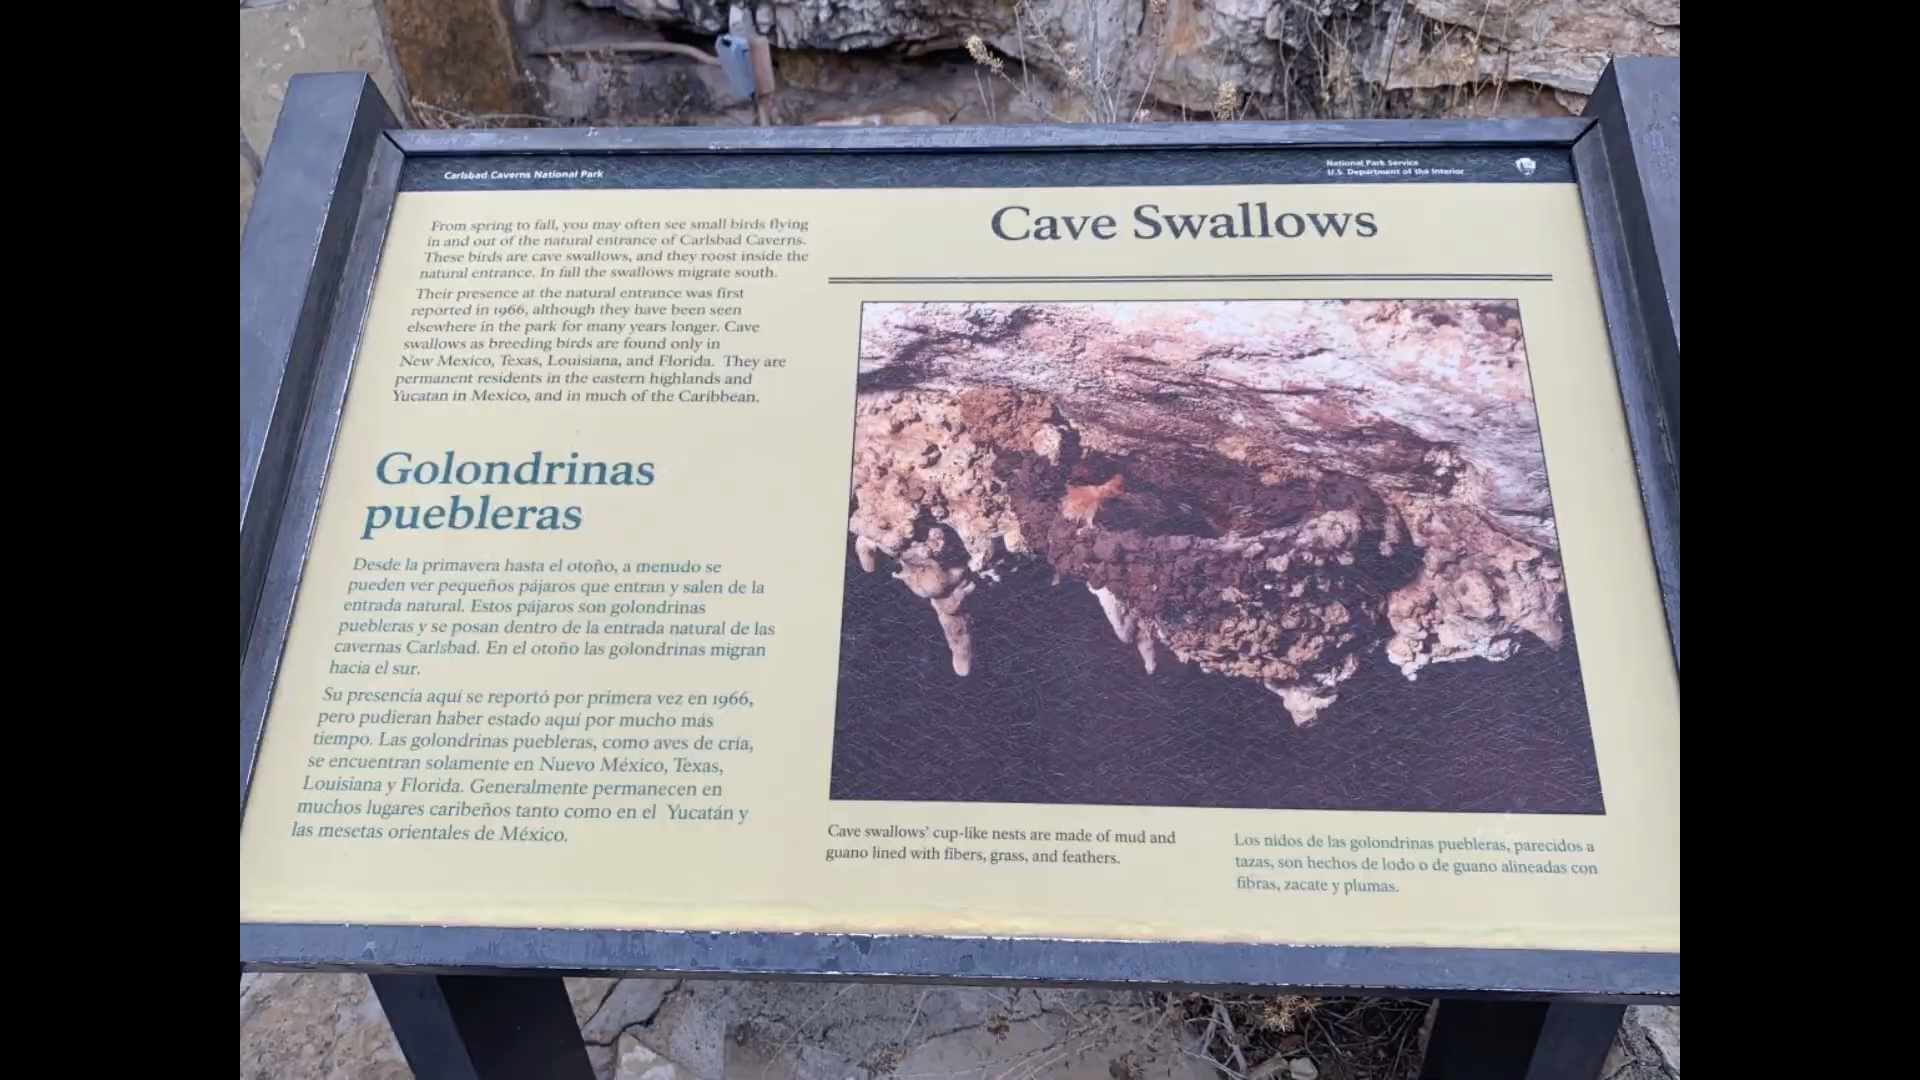 Carlsbad Caverns National Park
National Park Service
U.S. Department of the Interior
Cave Swallows
From spring to fall, you may often see small birds flying
in and out of the natural entrance of Carlsbad Caverns.
These birds are cave swallows, and they roost inside the
natural entrance. In fall the swallows migrate south.
Their presence at the natural entrance was first
reported in 1966, although they have been seen
elsewhere in the park for many years longer. Cave
swallows as breeding birds are found only in
New Mexico, Texas, Louisiana, and Florida. They are
permanent residents in the eastern highlands and
Yucatan in Mexico, and in much of the Caribbean.
Golondrinas
puebleras
Desde la primavera hasta el otoño, a menudo se
pueden ver pequeños pájaros que entran y salen de la
entrada natural. Estos pájaros son golondrinas
puebleras y se posan dentro de la entrada natural de las
cavernas Carlsbad. En el otoño las golondrinas migran
hacia el sur.
Su presencia aquí se reportó por primera vez en 1966,
pero pudieran haber estado aquí por mucho más
tiempo. Las golondrinas puebleras, como aves de cría,
se encuentran solamente en Nuevo México, Texas,
Louisiana y Florida. Generalmente permanecen en
muchos lugares caribeños tanto como en el Yucatán y
las mesetas orientales de México.
Cave swallows' cup-like nests are made of mud and
guano lined with fibers, grass, and feathers.
Los nidos de las golondrinas puebleras, parecidos a
tazas, son hechos de lodo o de guano alineadas con
fibras, zacate y plumas.